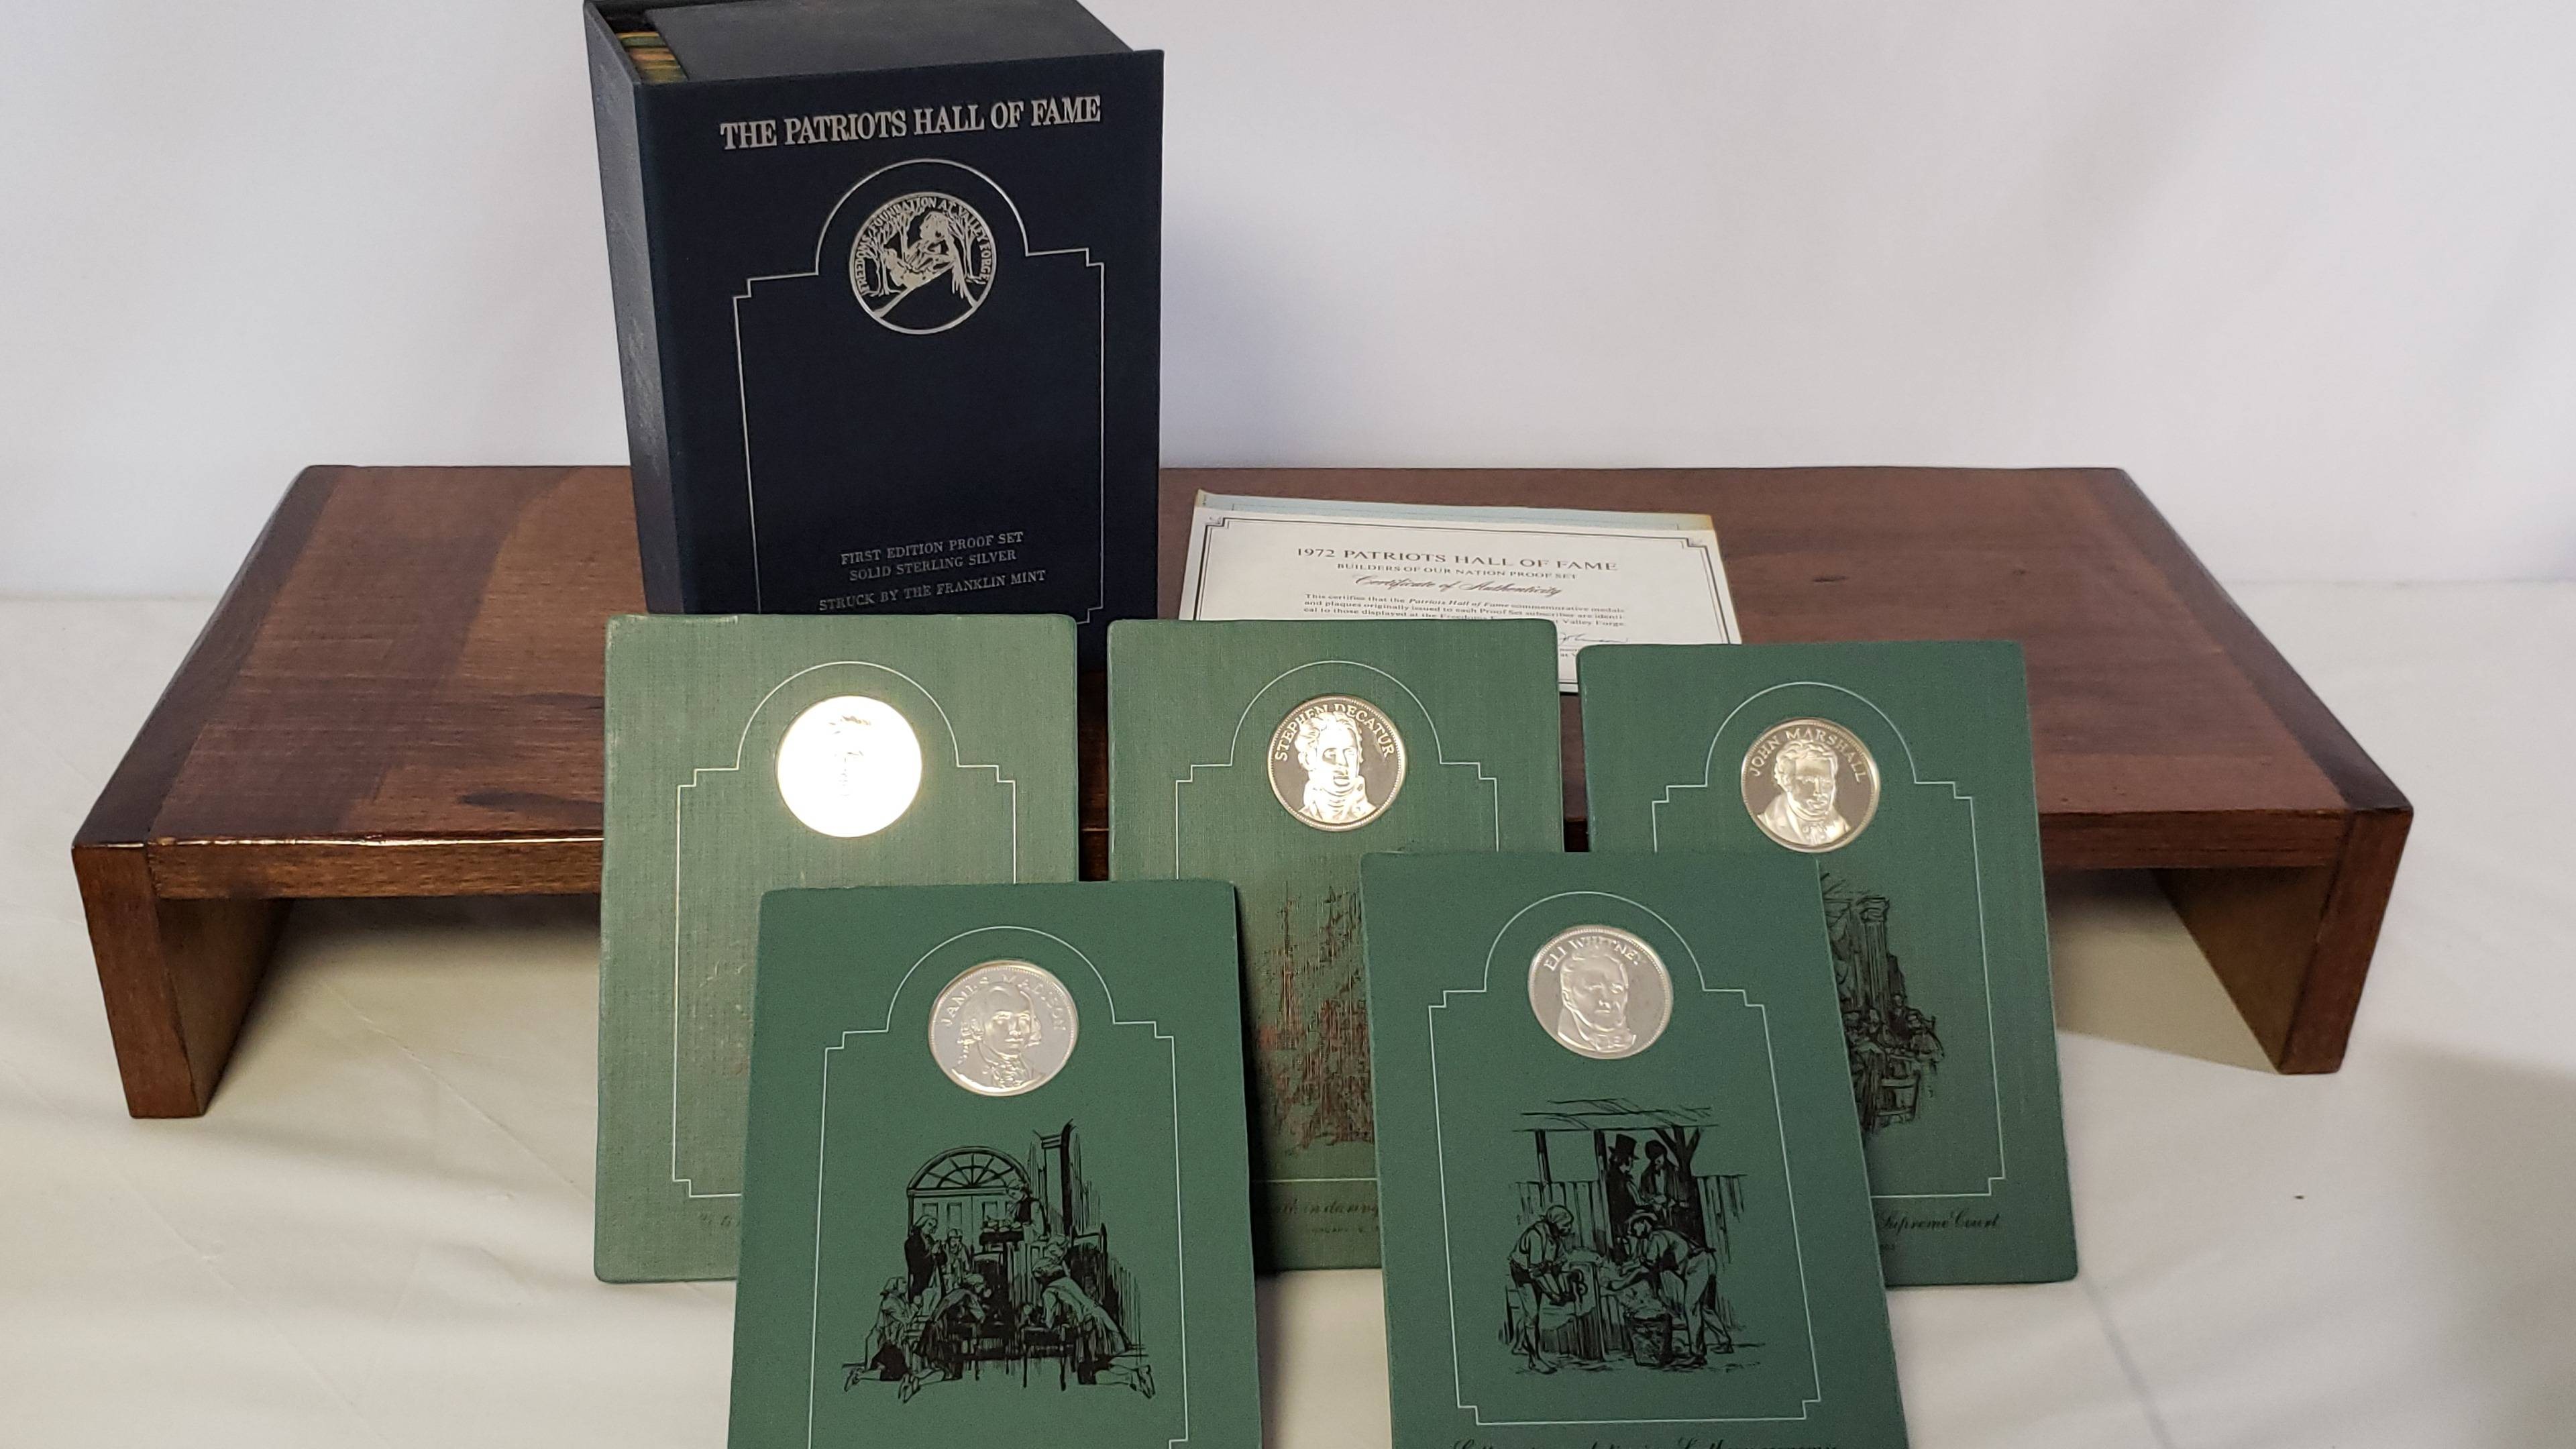 THE PATRIOTS HALL OF FAME
FREEDOMS FOUNDATION AT VALLEY FORGE
FIRST EDITION PROOF SET
SOLID STERLING SILVER
STRUCK BY THE FRANKLIN MINT
1972 PATRIOTS HALL OF FAME
BUILDERS OF OUR NATION PROOF SET
Certificate of Authenticity
This certifies that the Patriots Hall of Fame commemorative medals
and plaques originally issued to each Proof Set subscriber are identi-
cal to those displayed at the Freedoms Valley Forge
STEPHEN DECATUR
JOHN MARSHALL
JAMES MADISON
ELI WHITNEY
in daring
Supreme Court